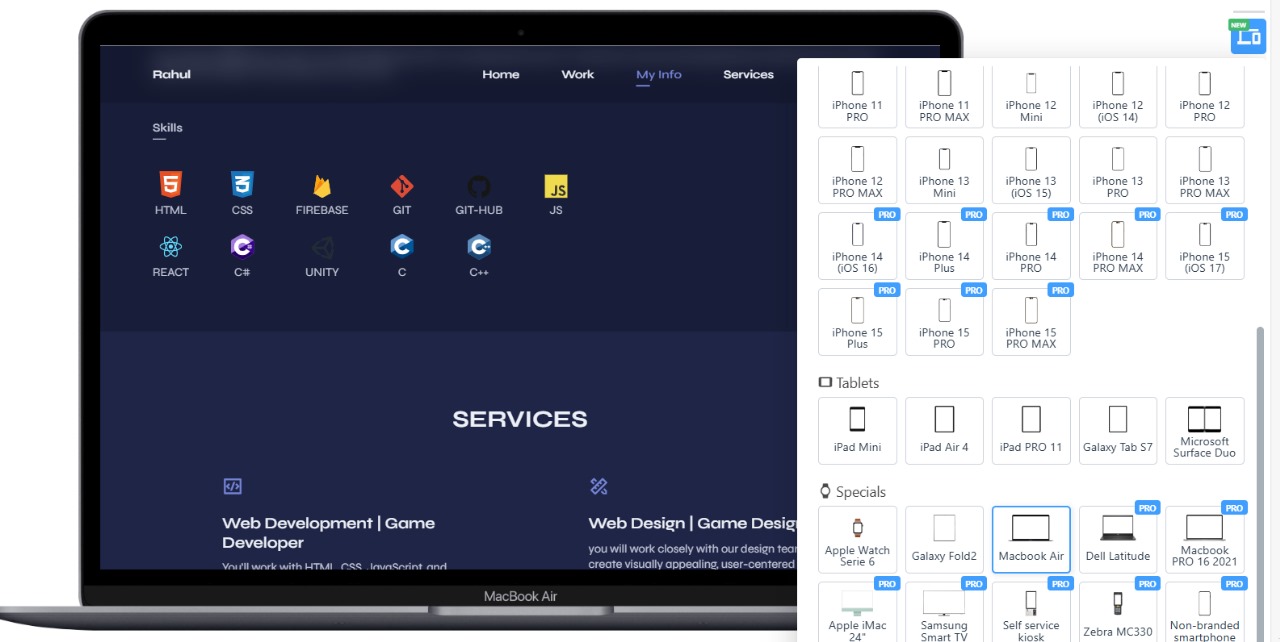 NEW
Rahul
Home
Work
My Info
Services
Skills
HTML
CSS
FIREBASE
GIT
GIT-HUB
JS
REACT
C#
UNITY
C
C++
SERVICES
Web Development | Game
Developer
You'll work with HTML, CSS, JavaScript, and
Web Design | Game Design
you will work closely with our design team
create visually appealing, user-centered
MacBook Air
iPhone 11
PRO
iPhone 11
PRO MAX
iPhone 12
Mini
iPhone 12
(iOS 14)
iPhone 12
PRO
iPhone 12
PRO MAX
iPhone 13
Mini
iPhone 13
(iOS 15)
iPhone 13
PRO
iPhone 13
PRO MAX
PRO
iPhone 14
(iOS 16)
PRO
iPhone 14
Plus
PRO
iPhone 14
PRO
PRO
iPhone 14
PRO MAX
PRO
iPhone 15
(iOS 17)
PRO
iPhone 15
Plus
PRO
iPhone 15
PRO
PRO
iPhone 15
PRO MAX
Tablets
iPad Mini
iPad Air 4
iPad PRO 11
Galaxy Tab S7
Microsoft
Surface Duo
Specials
Apple Watch
Serie 6
Galaxy Fold2
Macbook Air
PRO
Dell Latitude
PRO
Macbook
PRO 16 2021
PRO
Apple iMac
24"
PRO
Samsung
Smart TV
PRO
Self service
kiosk
PRO
Zebra MC330
PRO
Non-branded
smartphone